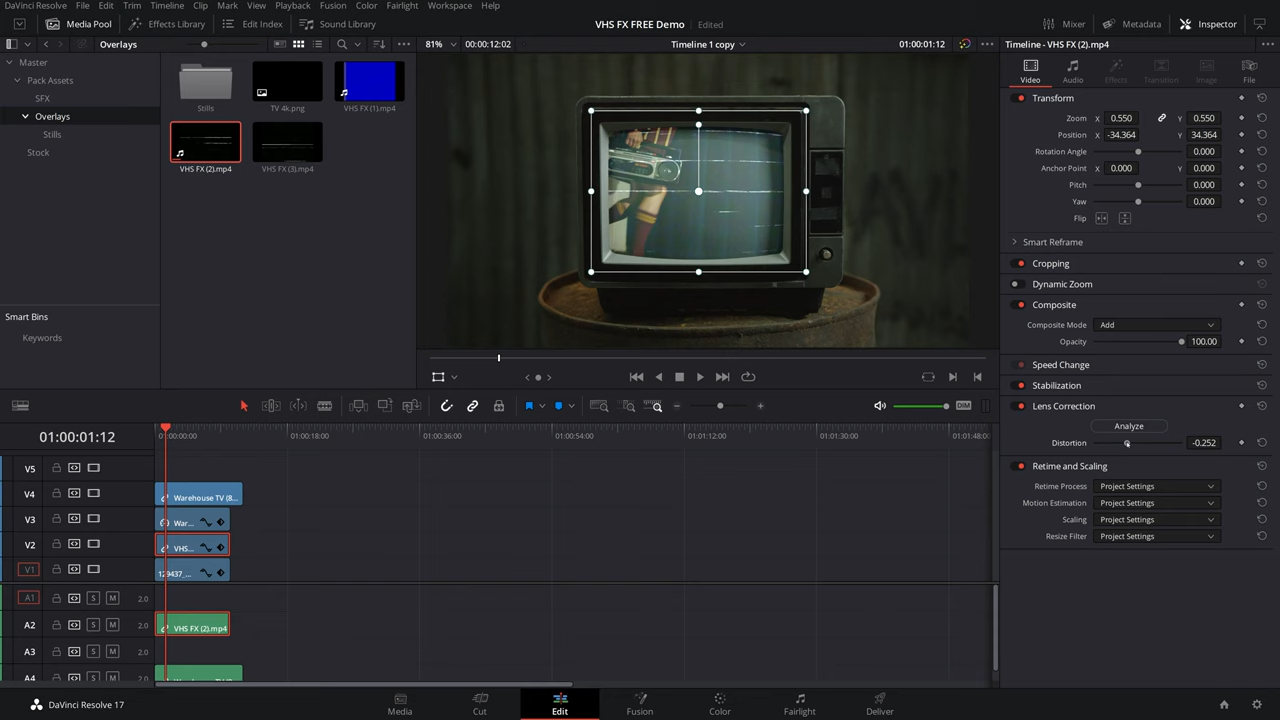 DaVinci Resolve File Edit Trim Timeline Clip Mark View Playback Fusion Color Fairlight Workspace Help
Media Pool Effects Library Edit Index Sound Library VHS FX FREE Demo Edited Mixer Metadata Inspector
Overlays 81% 00:00:12:02 Timeline 1 copy 01:00:01:12 Timeline - VHS FX (2).mp4
Master
Pack Assets
SFX
Overlays
Stills
Stock
Smart Bins
Keywords
Stills TV 4k.png VHS FX (1).mp4
VHS FX (2).mp4 VHS FX (3).mp4
Video Audio Effects Transition Image File
Transform
Zoom X 0.550 Y 0.550
Position X -34.364 Y 34.364
Rotation Angle 0.000
Anchor Point X 0.000 Y 0.000
Pitch 0.000
Yaw 0.000
Flip
Smart Reframe
Cropping
Dynamic Zoom
Composite
Composite Mode Add
Opacity 100.00
Speed Change
Stabilization
Lens Correction
Analyze
Distortion -0.252
Retime and Scaling
Retime Process Project Settings
Motion Estimation Project Settings
Scaling Project Settings
Resize Filter Project Settings
DIM
01:00:01:12 01:00:00:00 01:00:18:00 01:00:36:00 01:00:54:00 01:01:12:00 01:01:30:00 01:01:48:00
V5
V4 Warehouse TV (8...
V3 War...
V2 VHS...
V1 129437_...
A1 S M 2.0
A2 S M 2.0 VHS FX (2).mp4
A3 S M 2.0
A4 S M 2.0
DaVinci Resolve 17 Media Cut Edit Fusion Color Fairlight Deliver